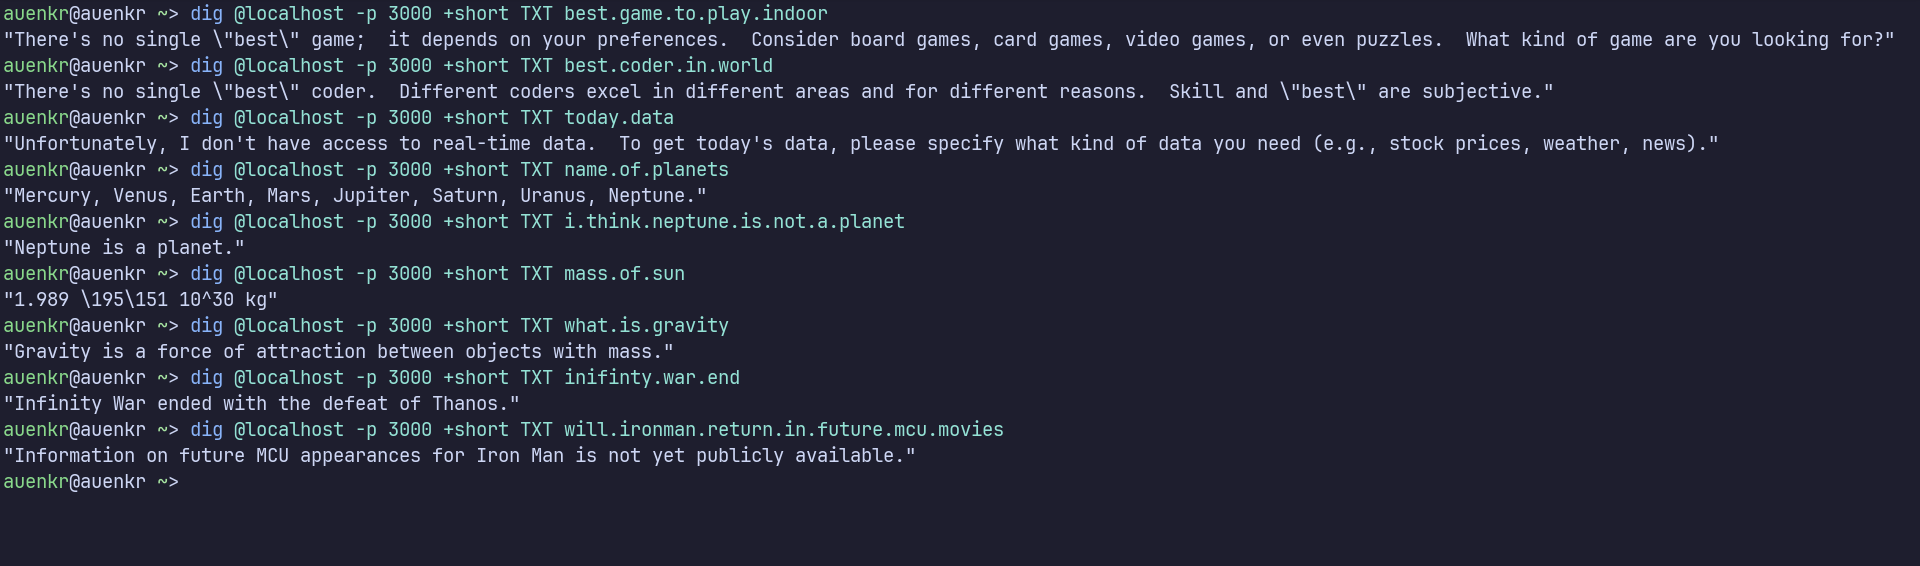 auenkr@auenkr ~> dig @localhost -p 3000 +short TXT best.game.to.play.indoor
"There's no single \"best\" game;  it depends on your preferences.  Consider board games, card games, video games, or even puzzles.  What kind of game are you looking for?"
auenkr@auenkr ~> dig @localhost -p 3000 +short TXT best.coder.in.world
"There's no single \"best\" coder.  Different coders excel in different areas and for different reasons.  Skill and \"best\" are subjective."
auenkr@auenkr ~> dig @localhost -p 3000 +short TXT today.data
"Unfortunately, I don't have access to real-time data.  To get today's data, please specify what kind of data you need (e.g., stock prices, weather, news)."
auenkr@auenkr ~> dig @localhost -p 3000 +short TXT name.of.planets
"Mercury, Venus, Earth, Mars, Jupiter, Saturn, Uranus, Neptune."
auenkr@auenkr ~> dig @localhost -p 3000 +short TXT i.think.neptune.is.not.a.planet
"Neptune is a planet."
auenkr@auenkr ~> dig @localhost -p 3000 +short TXT mass.of.sun
"1.989 \195\151 10^30 kg"
auenkr@auenkr ~> dig @localhost -p 3000 +short TXT what.is.gravity
"Gravity is a force of attraction between objects with mass."
auenkr@auenkr ~> dig @localhost -p 3000 +short TXT inifinty.war.end
"Infinity War ended with the defeat of Thanos."
auenkr@auenkr ~> dig @localhost -p 3000 +short TXT will.ironman.return.in.future.mcu.movies
"Information on future MCU appearances for Iron Man is not yet publicly available."
auenkr@auenkr ~>